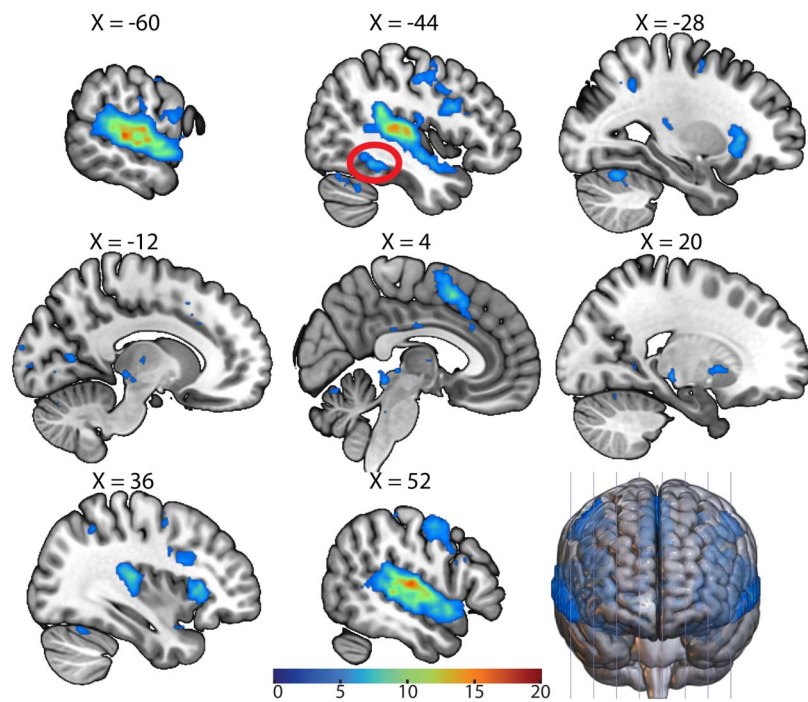 X = -60
X = -44
X = -28
X = -12
X = 4
X = 20
X = 36
X = 52
0 5 10 15 20